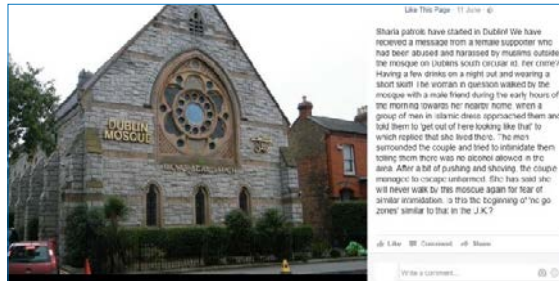 DUBLIN
MOSQUE
Like This Page · 11 June ·
Sharia patrols have started in Dublin! We have
recieved a message from a female supporter who
had been abused and harassed by muslims outside
the mosque on Dublins south circular rd. her crime?
Having a few drinks on a night out and wearing a
short skirt! The woman in question walked by the
mosque with a male friend during the early hours of
the morning towards her nearby home. when a
group of men in islamic dress approached them and
told them to 'get out of here looking like that' to
which replied that she lived there. The men
surrounded the couple and tried to intimidate them
telling them there was no alcohol allowed in the
area. After a bit of pushing and shoving, the couple
managed to escape unharmed. She has said she
will never walk by this mosque again for fear of
similar intimidation. Is this the beginning of 'no go
zones' similar to that in the U.K.?
Like Comment Share
Write a comment...